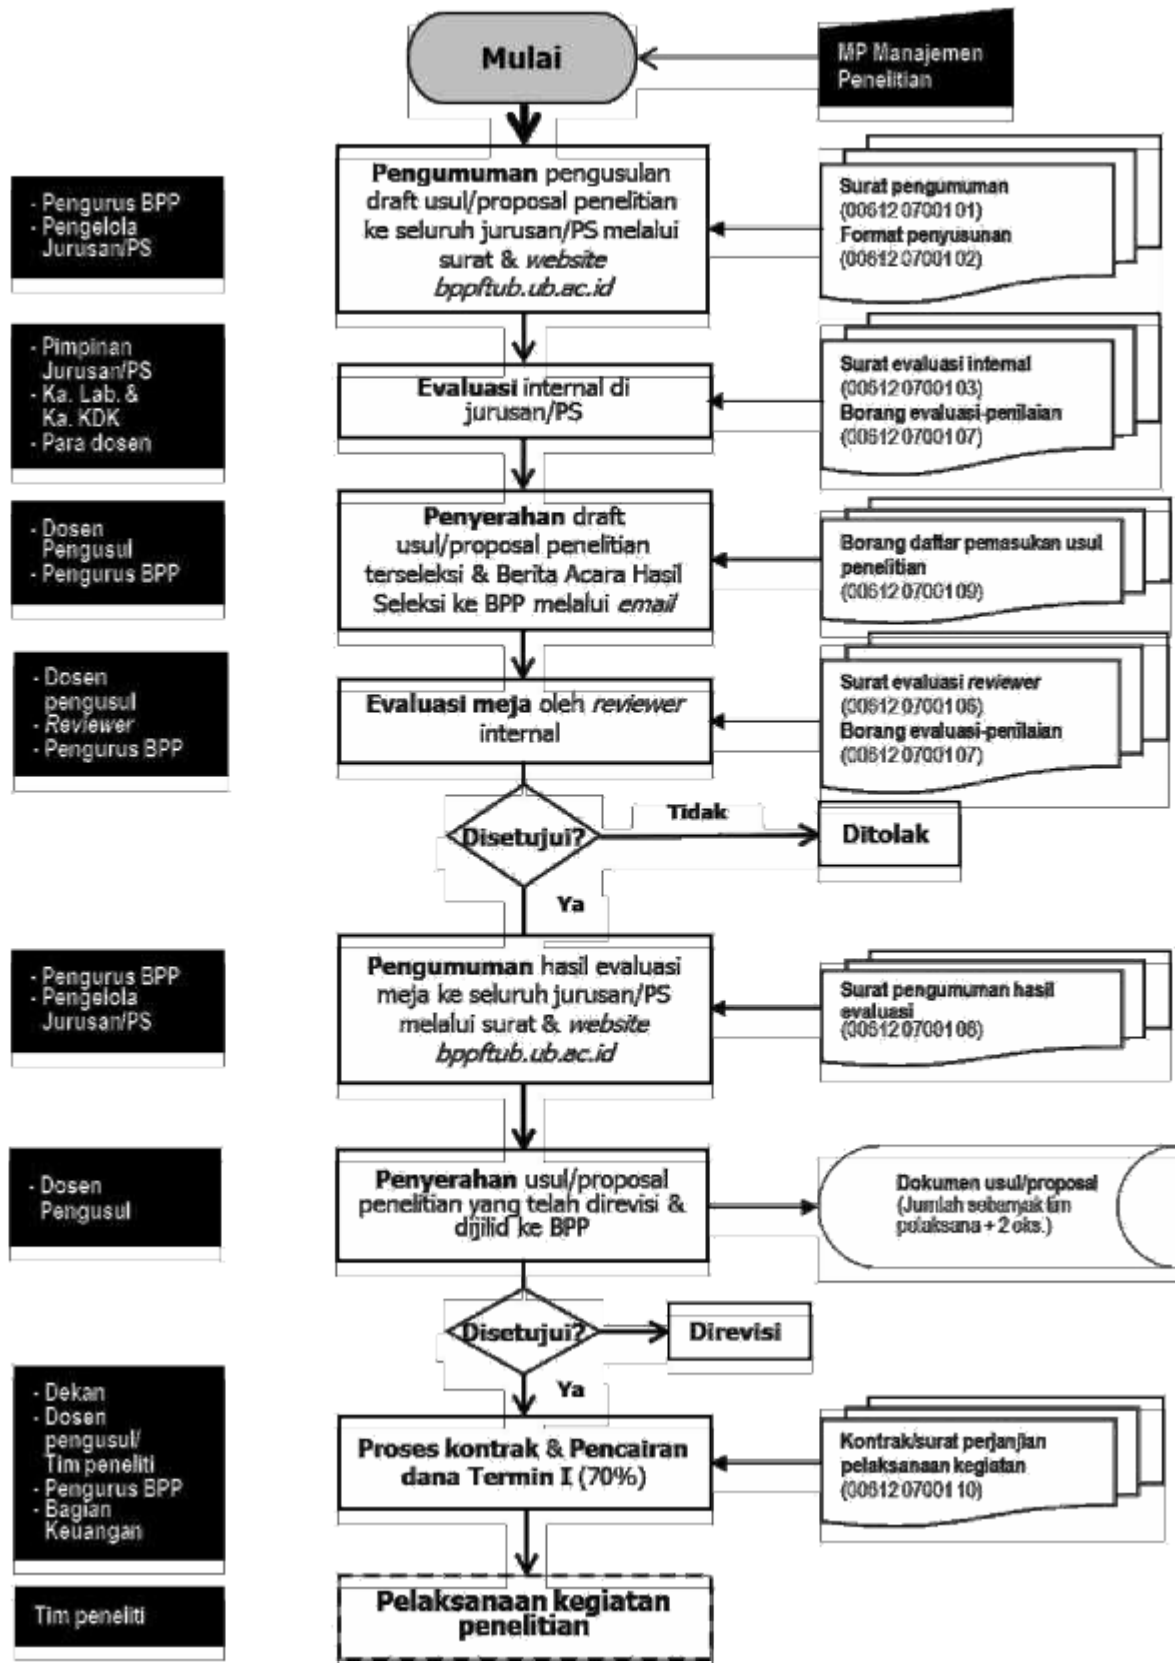 Mulai
MP Manajemen
Penelitian
- Pengurus BPP
- Pengelola
Jurusan/PS
Pengumuman pengusulan
draft usul/proposal penelitian
ke seluruh jurusan/PS melalui
surat & website
bppftub.ub.ac.id
Surat pengumuman
(00612 0700101)
Format penyusunan
(00612 0700102)
- Pimpinan
Jurusan/PS
- Ka. Lab. &
Ka. KDK
- Para dosen
Evaluasi internal di
jurusan/PS
Surat evaluasi internal
(00612 0700103)
Borang evaluasi-penilaian
(00612 0700107)
- Dosen
Pengusul
- Pengurus BPP
Penyerahan draft
usul/proposal penelitian
terseleksi & Berita Acara Hasil
Seleksi ke BPP melalui email
Borang daftar pemasukan usul
penelitian
(00612 0700109)
- Dosen
pengusul
- Reviewer
- Pengurus BPP
Evaluasi meja oleh reviewer
internal
Surat evaluasi reviewer
(00612 0700106)
Borang evaluasi-penilaian
(00612 0700107)
Disetujui?
Tidak
Ditolak
Ya
- Pengurus BPP
- Pengelola
Jurusan/PS
Pengumuman hasil evaluasi
meja ke seluruh jurusan/PS
melalui surat & website
bppftub.ub.ac.id
Surat pengumuman hasil
evaluasi
(00612 0700108)
- Dosen
Pengusul
Penyerahan usul/proposal
penelitian yang telah direvisi &
dijilid ke BPP
Dokumen usul/proposal
(Jumlah sebanyak tim
pelaksana + 2 eks.)
Disetujui?
Direvisi
Ya
- Dekan
- Dosen
pengusul/
Tim peneliti
- Pengurus BPP
- Bagian
Keuangan
Proses kontrak & Pencairan
dana Termin I (70%)
Kontrak/surat perjanjian
pelaksanaan kegiatan
(00612 0700110)
Tim peneliti
Pelaksanaan kegiatan
penelitian